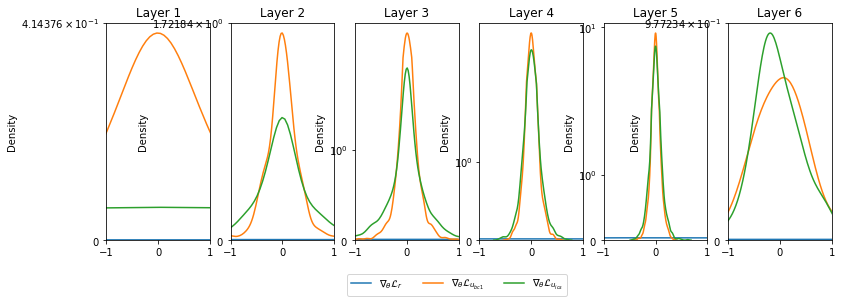 Layer 1
Layer 2
Layer 3
Layer 4
Layer 5
Layer 6
4.14376 × 10⁻¹
1.72184 × 10⁰
10¹
9.77234 × 10⁻¹
Density
Density
Density
Density
Density
Density
10⁰
10⁰
10⁰
0
0
0
0
0
0
−1 0 1
−1 0 1
−1 0 1
−1 0 1
−1 0 1
−1 0 1
∇θℒr
∇θℒu_bc1
∇θℒu_ics